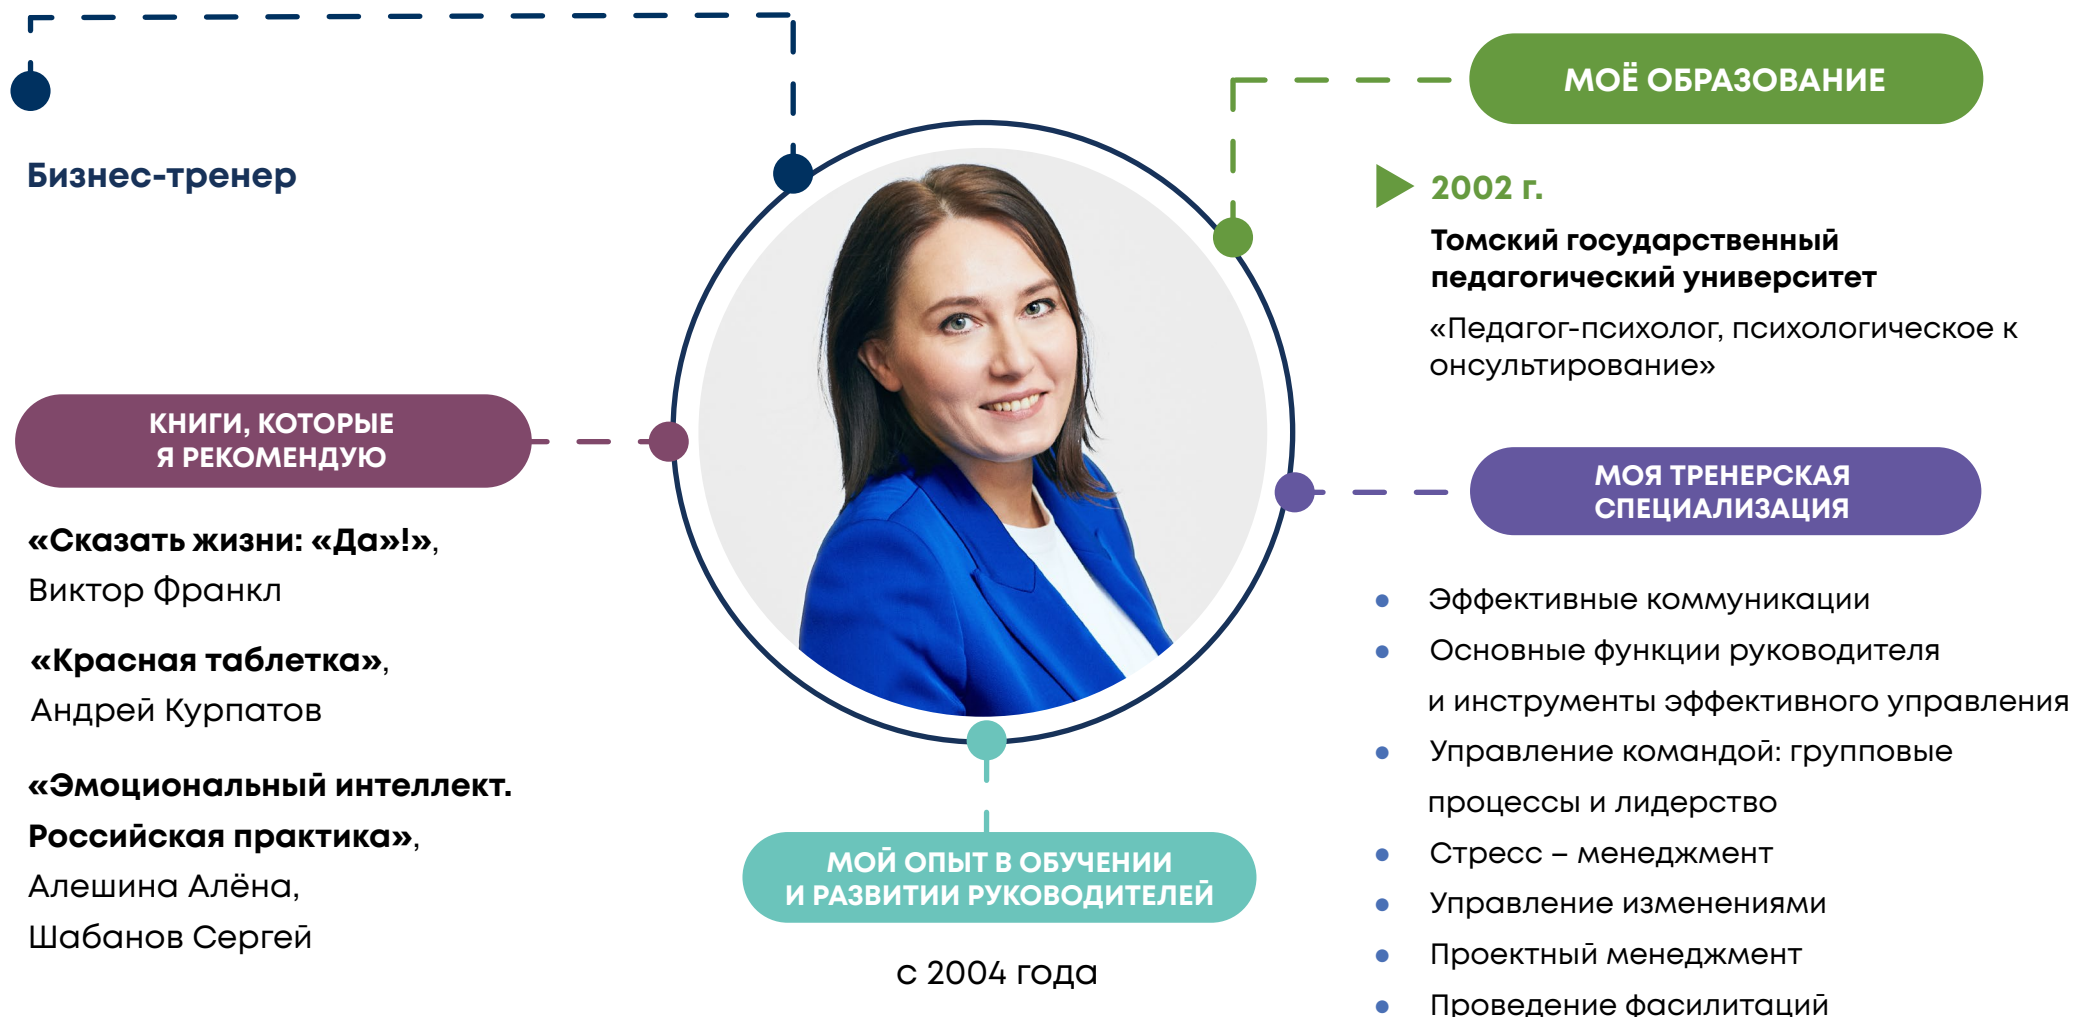 Бизнес-тренер
КНИГИ, КОТОРЫЕ
Я РЕКОМЕНДУЮ
«Сказать жизни: «Да»!»,
Виктор Франкл
«Красная таблетка»,
Андрей Курпатов
«Эмоциональный интеллект.
Российская практика»,
Алешина Алёна,
Шабанов Сергей
МОЙ ОПЫТ В ОБУЧЕНИИ
И РАЗВИТИИ РУКОВОДИТЕЛЕЙ
с 2004 года
МОЁ ОБРАЗОВАНИЕ
2002 г.
Томский государственный
педагогический университет
«Педагог-психолог, психологическое к
онсультирование»
МОЯ ТРЕНЕРСКАЯ
СПЕЦИАЛИЗАЦИЯ
• Эффективные коммуникации
• Основные функции руководителя
и инструменты эффективного управления
• Управление командой: групповые
процессы и лидерство
• Стресс – менеджмент
• Управление изменениями
• Проектный менеджмент
• Проведение фасилитаций